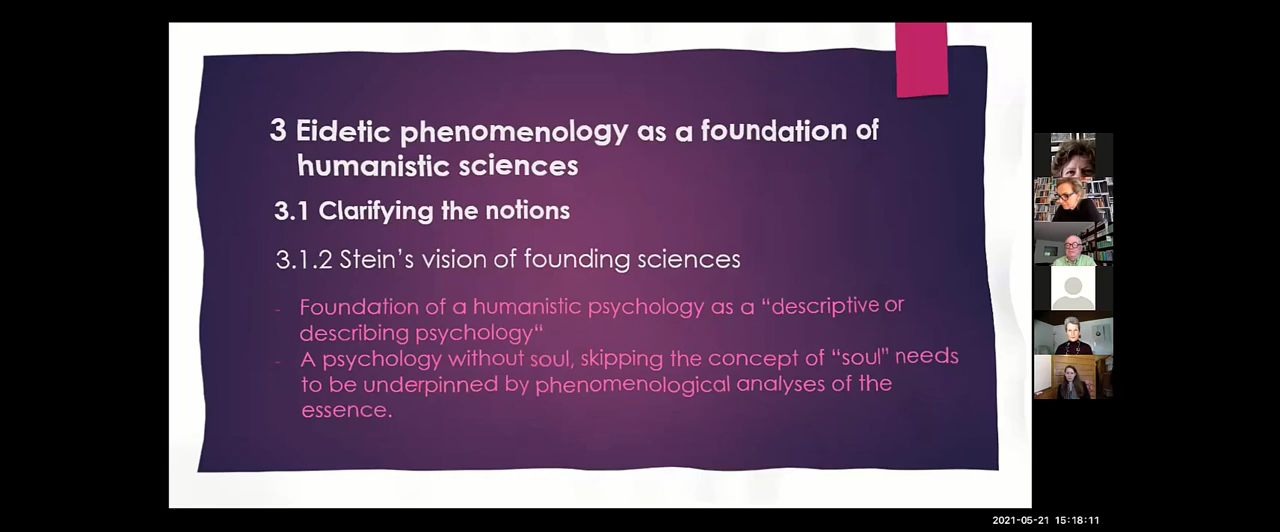 3 Eidetic phenomenology as a foundation of
humanistic sciences
3.1 Clarifying the notions
3.1.2 Stein’s vision of founding sciences
- Foundation of a humanistic psychology as a “descriptive or
describing psychology“
- A psychology without soul, skipping the concept of “soul” needs
to be underpinned by phenomenological analyses of the
essence.
2021-05-21 15:18:11